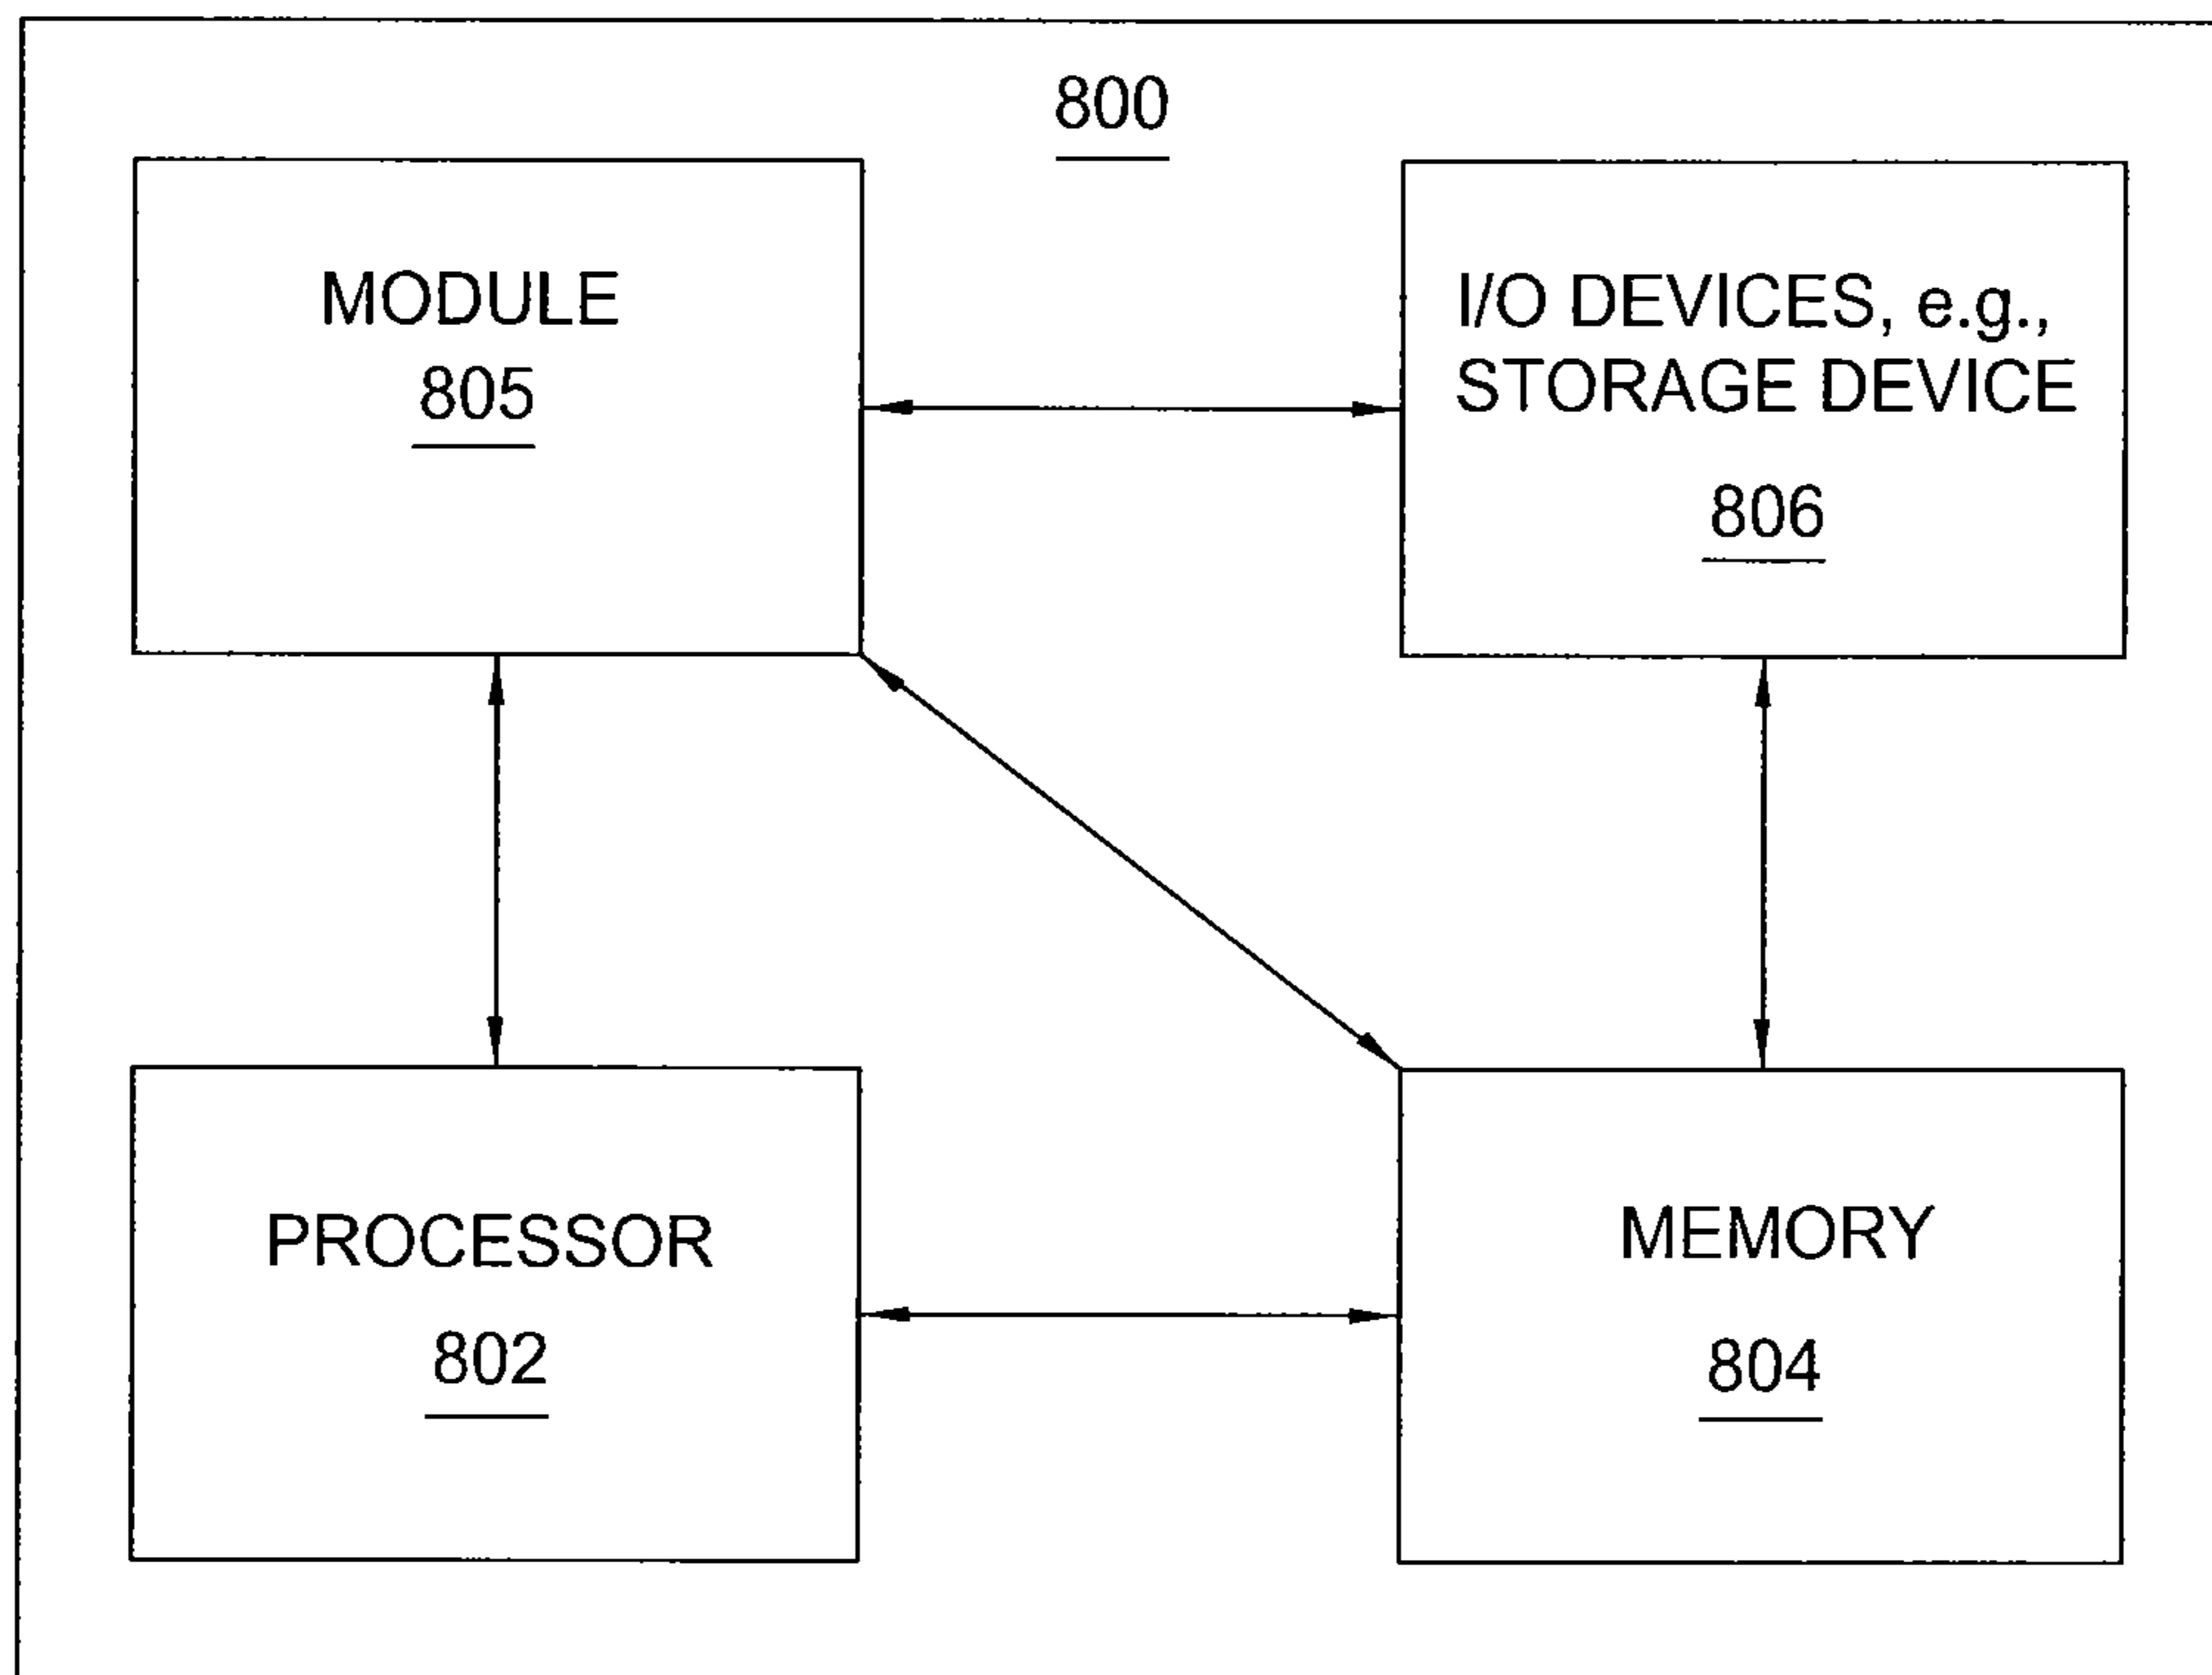 800
MODULE
805
I/O DEVICES, e.g.,
STORAGE DEVICE
806
PROCESSOR
802
MEMORY
804